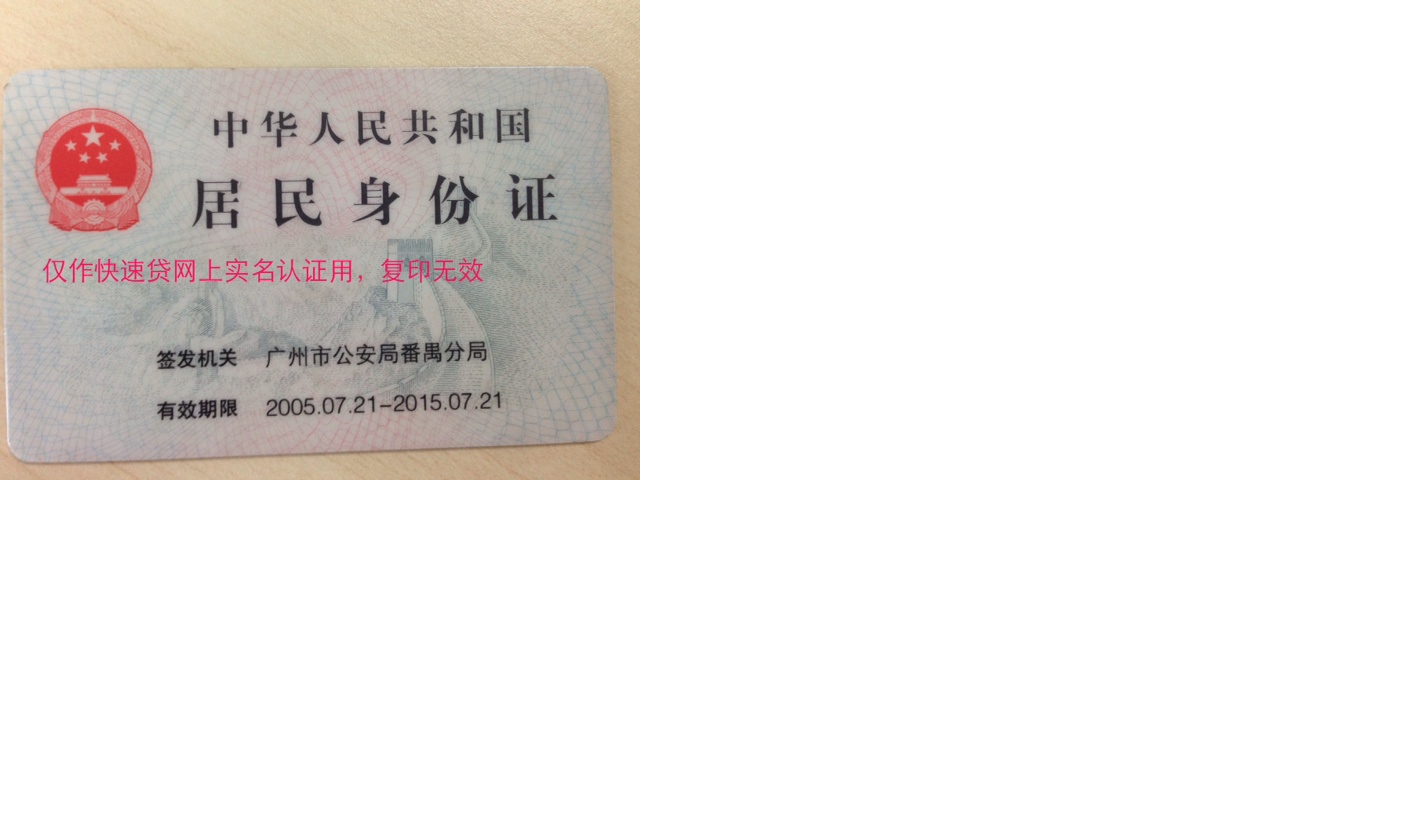 中华人民共和国
居民身份证
仅作快速贷网上实名认证用，复印无效
签发机关 广州市公安局番禺分局
有效期限 2005.07.21-2015.07.21